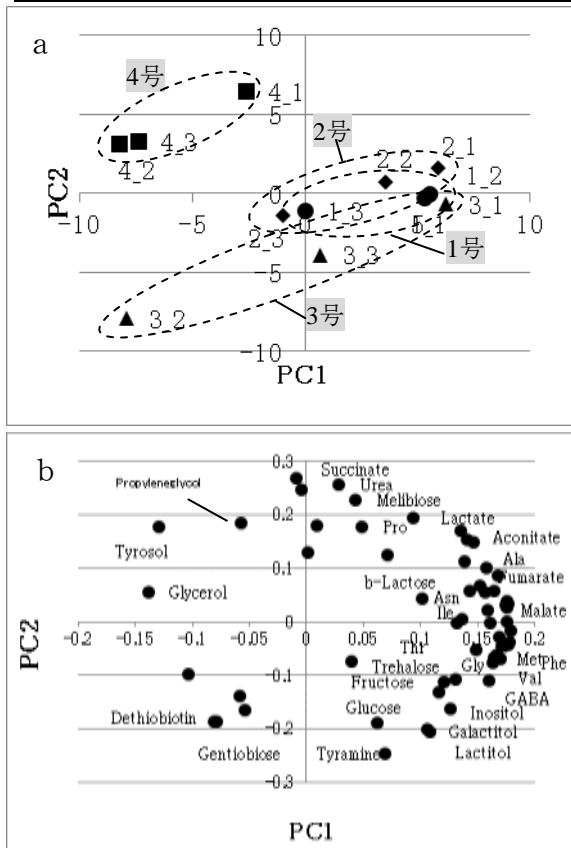 a
10
4号
4_1
5
2号
2_1
4_3
2_2
1_2
4_2
PC2
0
-10
-5
0
10
1_3
3_1
2_3
3_3
1号
-5
3_2
3号
-10
PC1
b
0.3
Succinate
Propyleneglycol
Urea
Melibiose
0.2
Lactate
Pro
Aconitate
Tyrosol
0.1
Ala
b-Lactose
Fumarate
Glycerol
Asn
Malate
Ile
PC2
0
-0.2
-0.15
-0.1
-0.05
0
0.05
0.1
0.15
0.2
Thr
Met
Phe
Trehalose
Gly
-0.1
Val
Fructose
GABA
Glucose
Inositol
Dethiobiotin
-0.2
Galactitol
Gentiobiose
Tyramine
Lactitol
-0.3
PC1